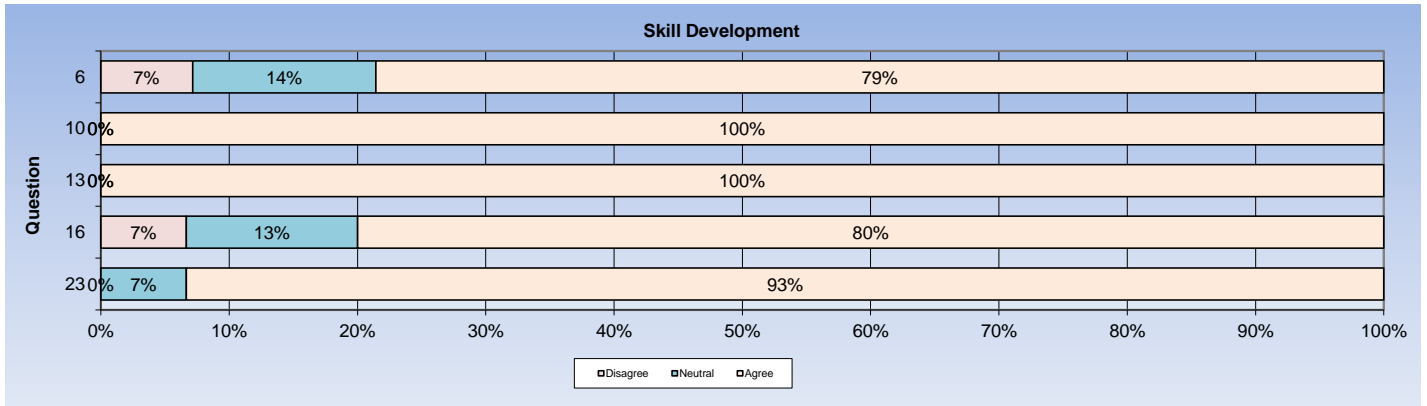 Skill Development
6 7% 14% 79%
10 0% 100%
13 0% 100%
Question
16 7% 13% 80%
23 0% 7% 93%
0% 10% 20% 30% 40% 50% 60% 70% 80% 90% 100%
Disagree Neutral Agree